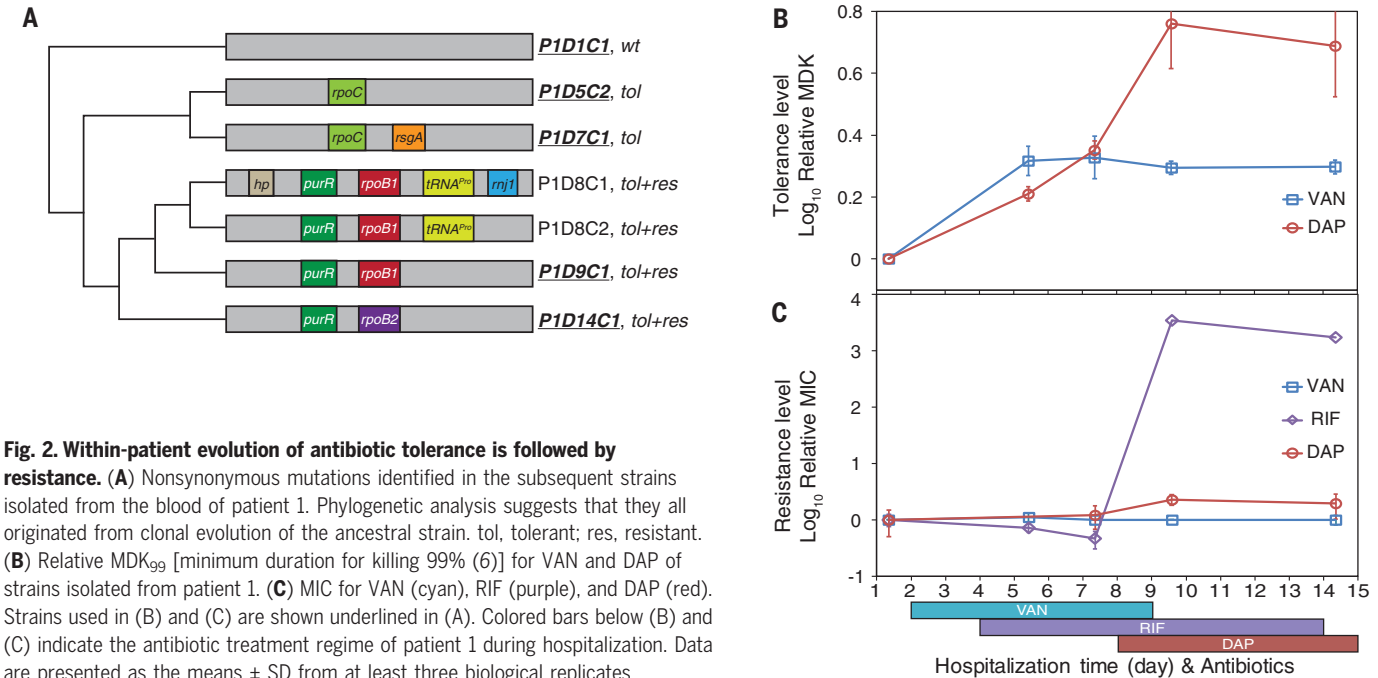 A
P1D1C1, wt
rpoC
P1D5C2, tol
rpoC rsgA
P1D7C1, tol
hp purR rpoB1 tRNAPro rnj1
P1D8C1, tol+res
purR rpoB1 tRNAPro
P1D8C2, tol+res
purR rpoB1
P1D9C1, tol+res
purR rpoB2
P1D14C1, tol+res
Fig. 2. Within-patient evolution of antibiotic tolerance is followed by
resistance. (A) Nonsynonymous mutations identified in the subsequent strains
isolated from the blood of patient 1. Phylogenetic analysis suggests that they all
originated from clonal evolution of the ancestral strain. tol, tolerant; res, resistant.
(B) Relative MDK99 [minimum duration for killing 99% (6)] for VAN and DAP of
strains isolated from patient 1. (C) MIC for VAN (cyan), RIF (purple), and DAP (red).
Strains used in (B) and (C) are shown underlined in (A). Colored bars below (B) and
(C) indicate the antibiotic treatment regime of patient 1 during hospitalization. Data
are presented as the means ± SD from at least three biological replicates
B
Tolerance level
Log10 Relative MDK
0.8
0.6
0.4
0.2
0
VAN
DAP
C
Resistance level
Log10 Relative MIC
4
3
2
1
0
-1
VAN
RIF
DAP
1 2 3 4 5 6 7 8 9 10 11 12 13 14 15
VAN
RIF
DAP
Hospitalization time (day) & Antibiotics